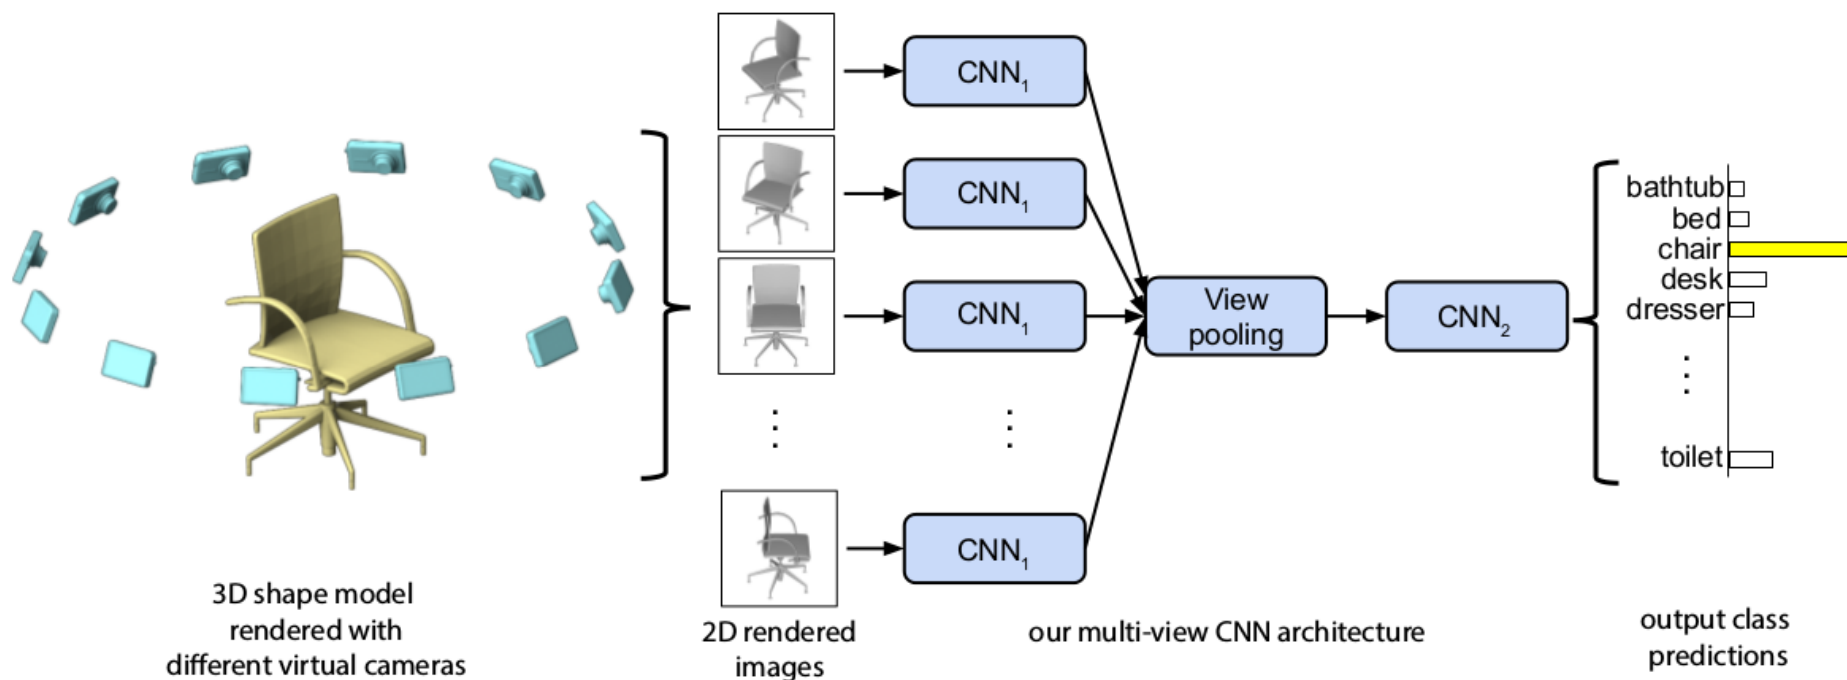 CNN₁
CNN₁
CNN₁
CNN₁
View
pooling
CNN₂
bathtub
bed
chair
desk
dresser
toilet
3D shape model
rendered with
different virtual cameras
2D rendered
images
our multi-view CNN architecture
output class
predictions